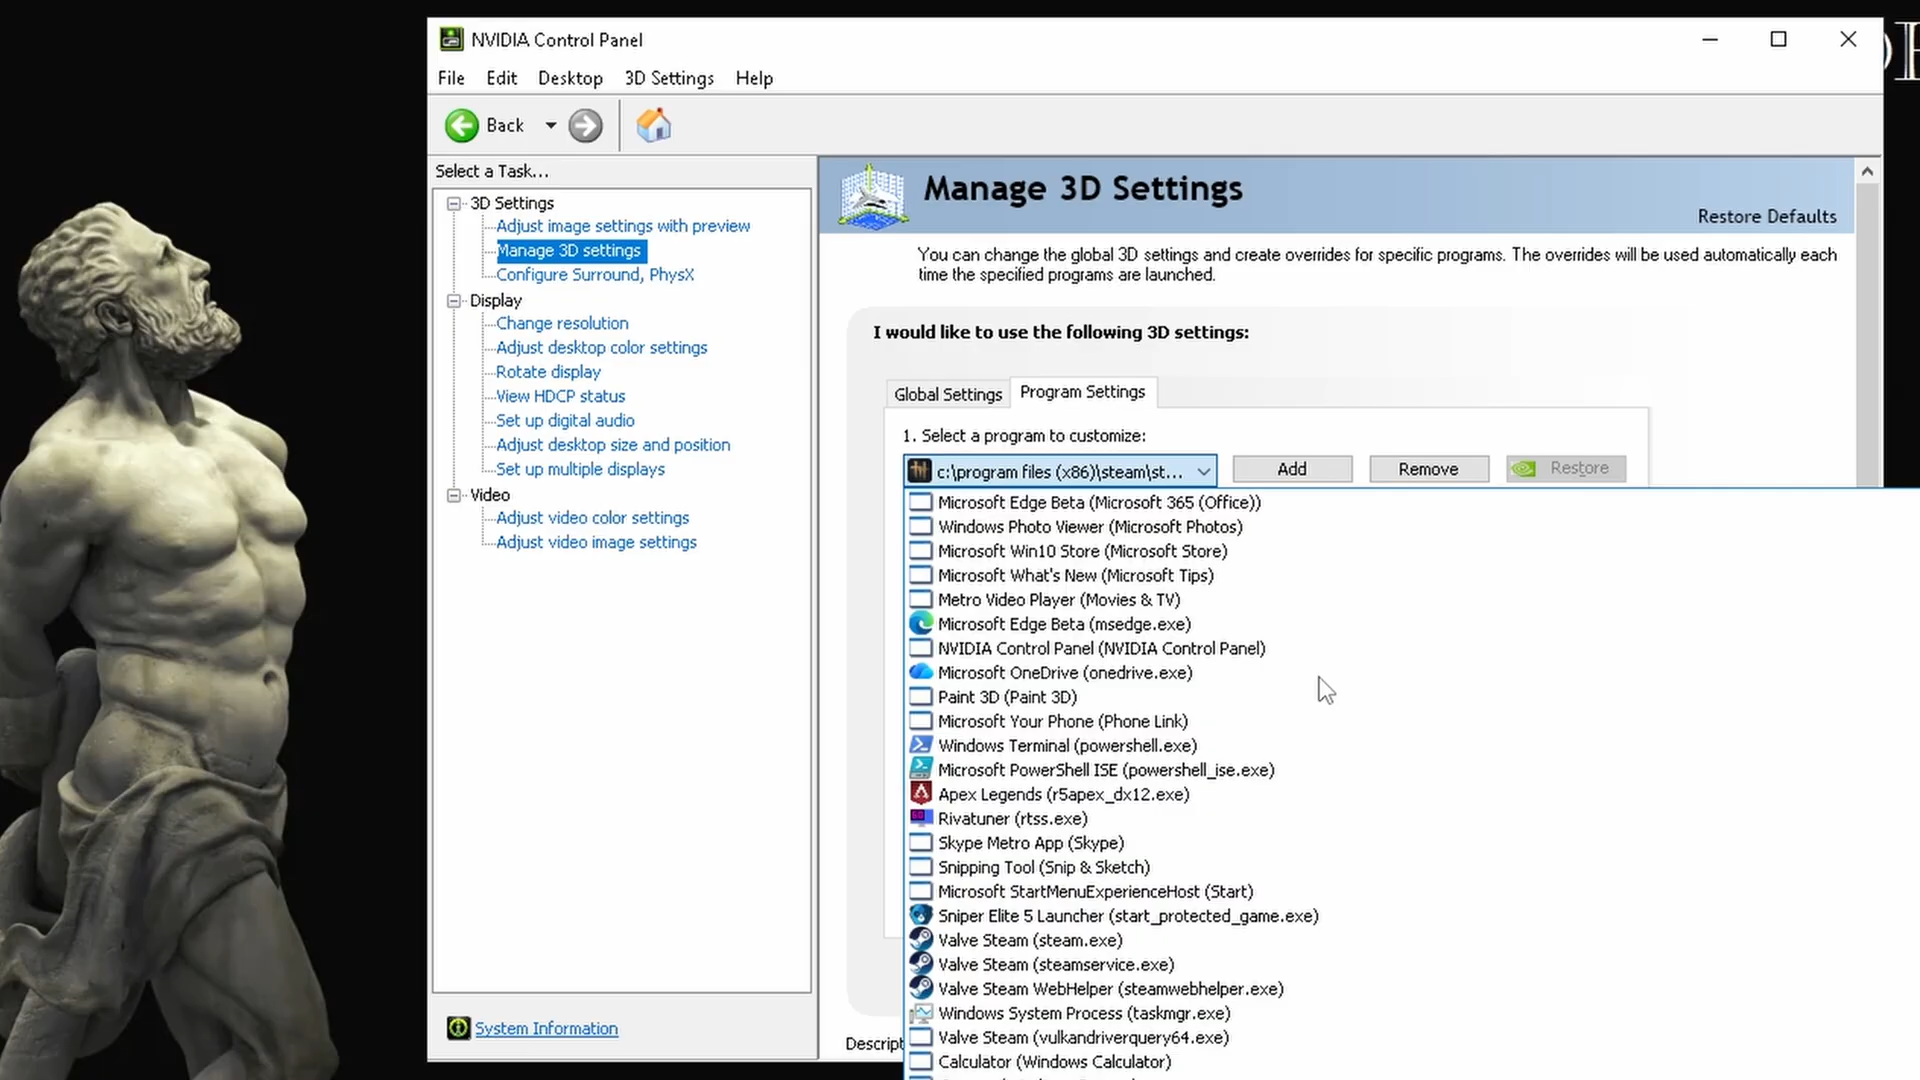 NVIDIA Control Panel
File Edit Desktop 3D Settings Help
Back
Select a Task...
3D Settings
Adjust image settings with preview
Manage 3D settings
Configure Surround, PhysX
Display
Change resolution
Adjust desktop color settings
Rotate display
View HDCP status
Set up digital audio
Adjust desktop size and position
Set up multiple displays
Video
Adjust video color settings
Adjust video image settings
System Information
Manage 3D Settings
Restore Defaults
You can change the global 3D settings and create overrides for specific programs. The overrides will be used automatically each
time the specified programs are launched.
I would like to use the following 3D settings:
Global Settings Program Settings
1. Select a program to customize:
c:\program files (x86)\steam\st... Add Remove Restore
Microsoft Edge Beta (Microsoft 365 (Office))
Windows Photo Viewer (Microsoft Photos)
Microsoft Win10 Store (Microsoft Store)
Microsoft What's New (Microsoft Tips)
Metro Video Player (Movies & TV)
Microsoft Edge Beta (msedge.exe)
NVIDIA Control Panel (NVIDIA Control Panel)
Microsoft OneDrive (onedrive.exe)
Paint 3D (Paint 3D)
Microsoft Your Phone (Phone Link)
Windows Terminal (powershell.exe)
Microsoft PowerShell ISE (powershell_ise.exe)
Apex Legends (r5apex_dx12.exe)
Rivatuner (rtss.exe)
Skype Metro App (Skype)
Snipping Tool (Snip & Sketch)
Microsoft StartMenuExperienceHost (Start)
Sniper Elite 5 Launcher (start_protected_game.exe)
Valve Steam (steam.exe)
Valve Steam (steamservice.exe)
Valve Steam WebHelper (steamwebhelper.exe)
Windows System Process (taskmgr.exe)
Valve Steam (vulkandriverquery64.exe)
Calculator (Windows Calculator)
Descript